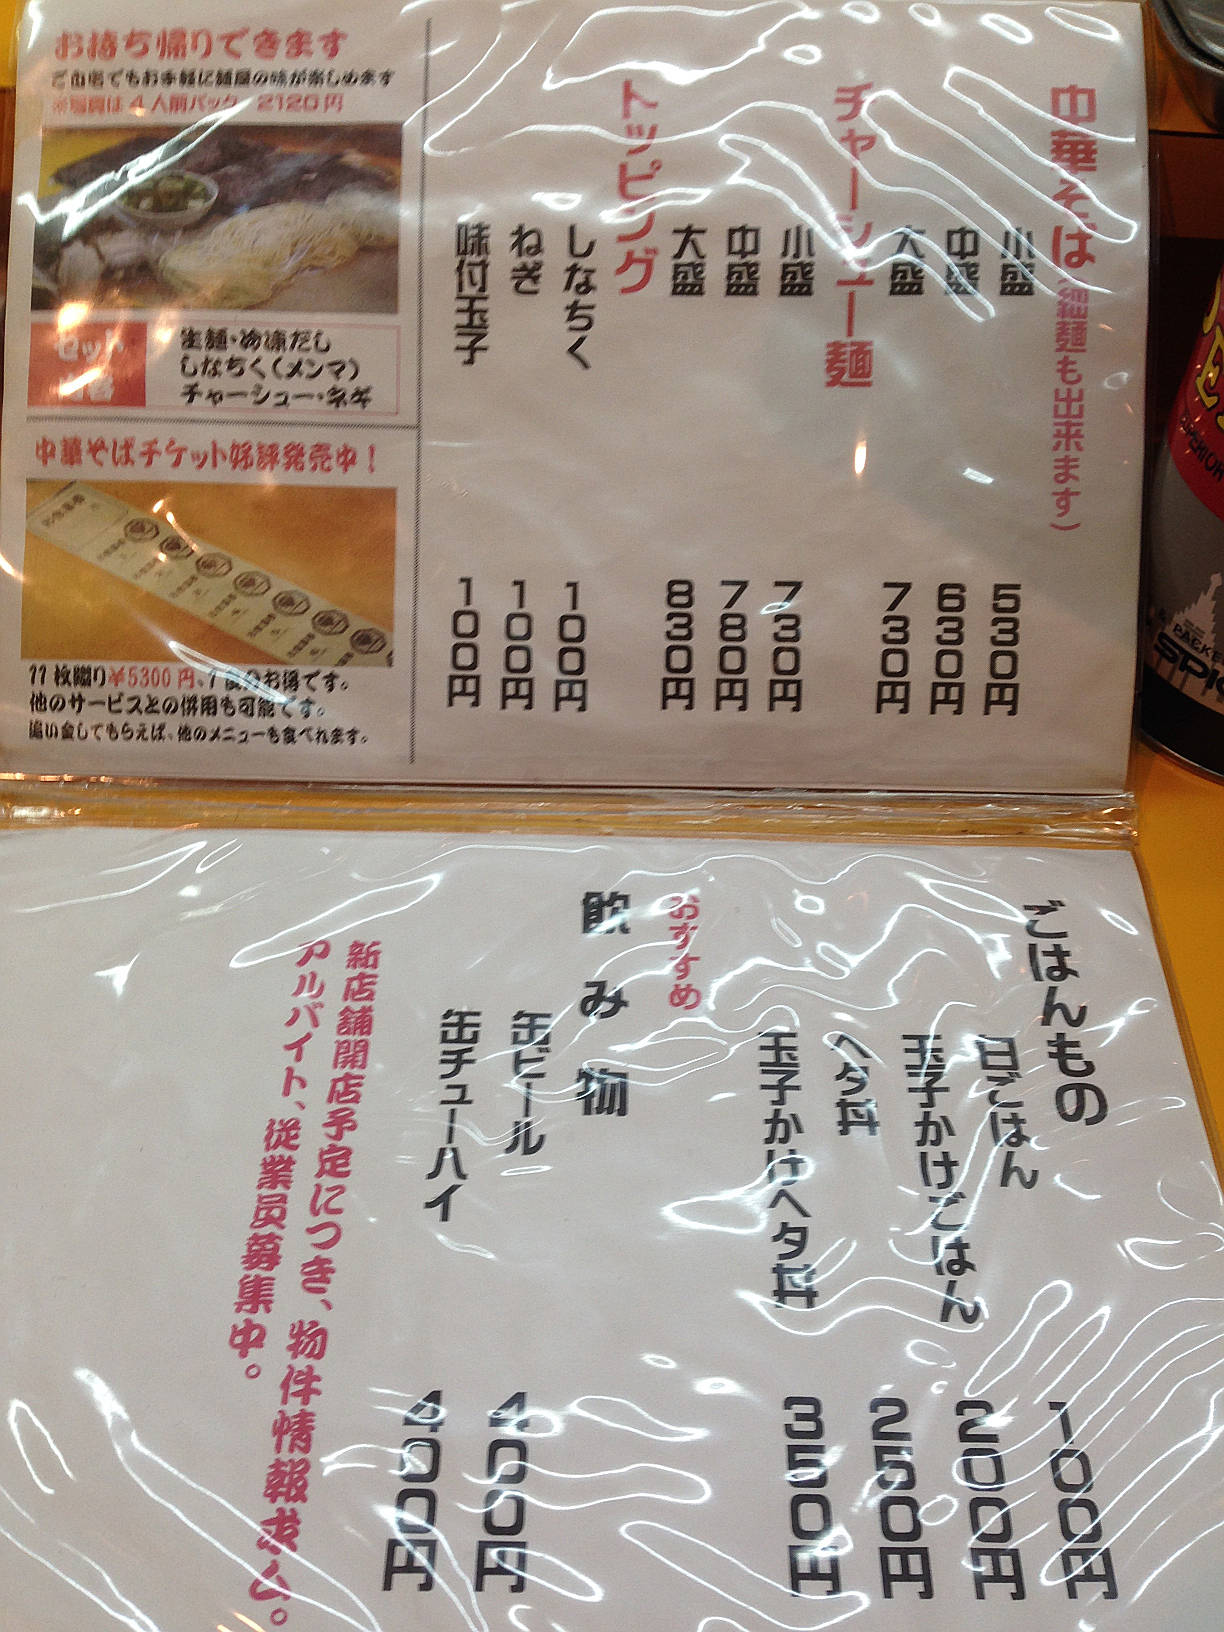 中華そば(細麺も出来ます)
小盛 530円
中盛 630円
大盛 730円
チャーシュー麺
小盛 730円
中盛 780円
大盛 830円
トッピング
しなちく 100円
ねぎ 100円
味付玉子 100円
お持ち帰りできます
ご自宅でもお手軽に麺屋の味が楽しめます
※写真は4人前パック 2120円
セット
生麺・冷凍だし
しなちく(メンマ)
チャーシュー・ネギ
中華そばチケット好評発売中!
11枚綴り¥5300円、1食分お得です。
他のサービスとの併用も可能です。
追い金してもらえば、他のメニューも食べれます。
ごはんもの
白ごはん 100円
玉子かけごはん 200円
ヘタ丼 250円
玉子かけヘタ丼 350円
おすすめ
飲み物
缶ビール 400円
缶チューハイ 400円
新店舗開店予定につき、物件情報求ム。
アルバイト、従業員募集中。